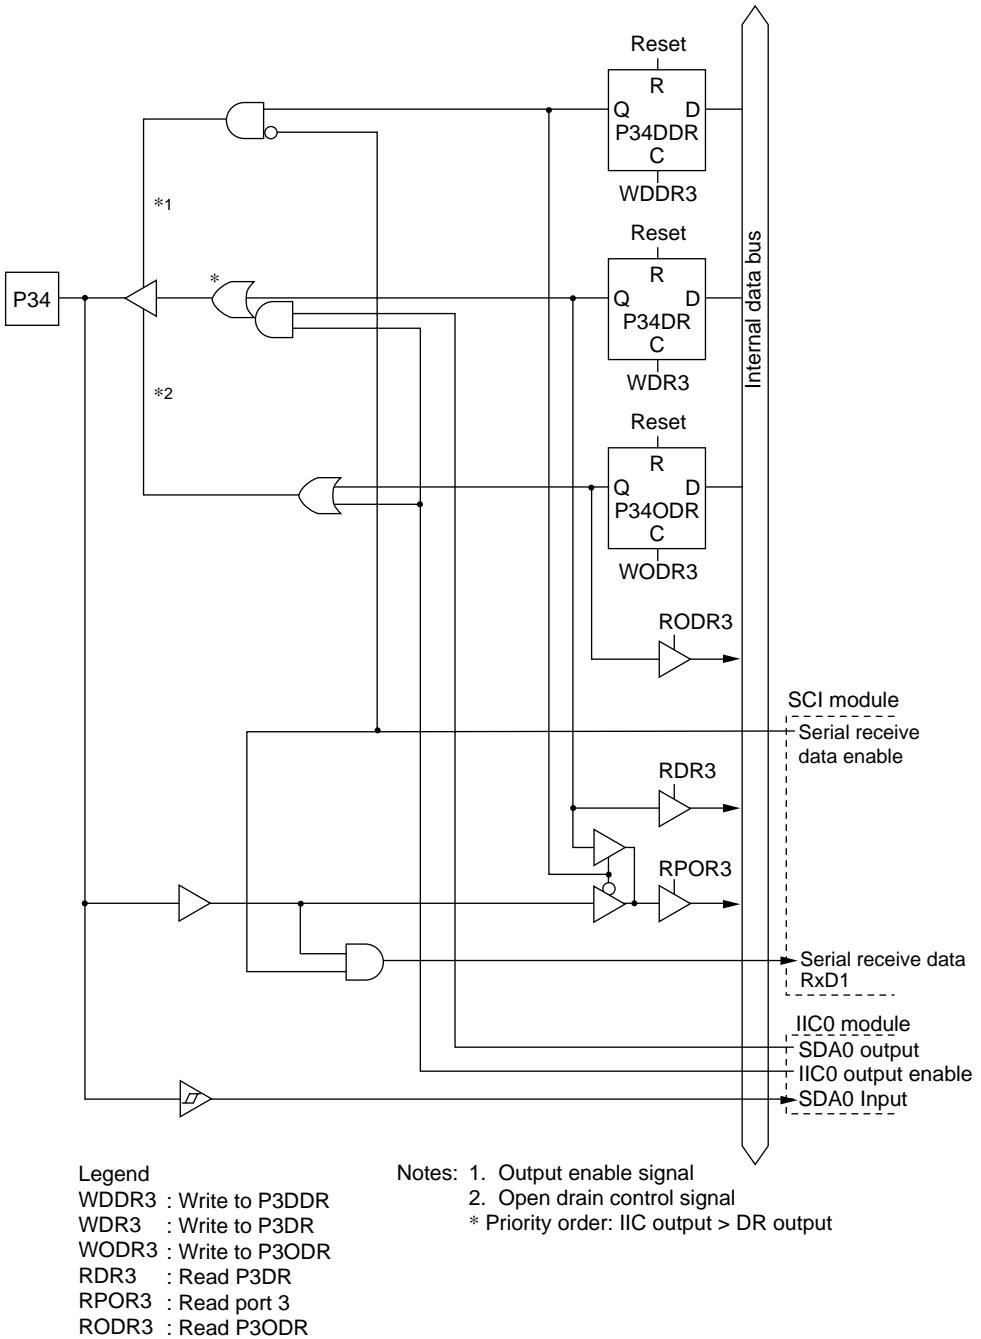 Reset
R
Q D
P34DDR
C
WDDR3
*1
Reset
R
*
P34
Q D
P34DR
C
WDR3
Internal data bus
*2
Reset
R
Q D
P34ODR
C
WODR3
RODR3
SCI module
Serial receive
data enable
RDR3
RPOR3
Serial receive data
RxD1
IIC0 module
SDA0 output
IIC0 output enable
SDA0 Input
Legend
WDDR3 : Write to P3DDR
WDR3 : Write to P3DR
WODR3 : Write to P3ODR
RDR3 : Read P3DR
RPOR3 : Read port 3
RODR3 : Read P3ODR
Notes: 1. Output enable signal
2. Open drain control signal
* Priority order: IIC output > DR output